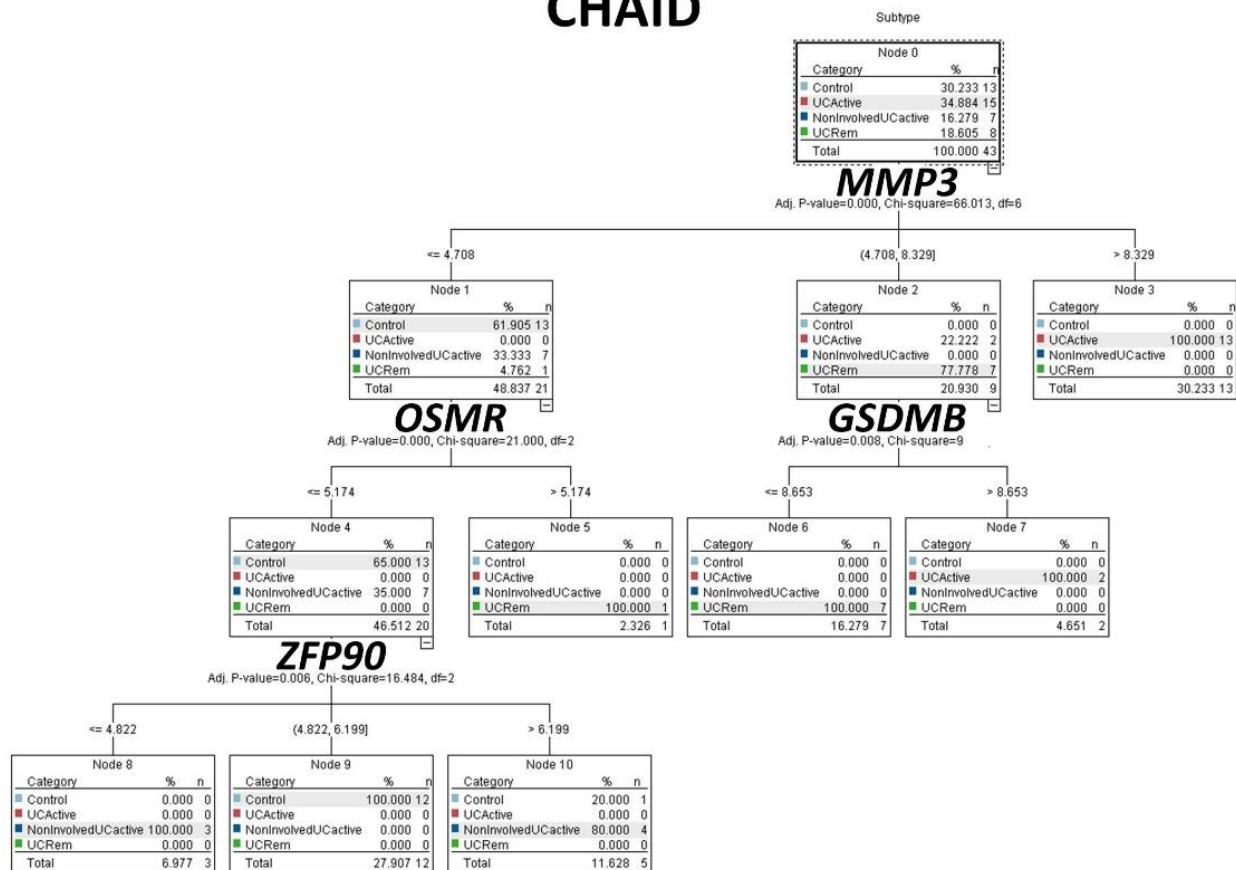 CHAID
Subtype
Node 0
Category % n
Control 30.233 13
UCActive 34.884 15
NonInvolvedUCactive 16.279 7
UCRem 18.605 8
Total 100.000 43
MMP3
Adj. P-value=0.000, Chi-square=66.013, df=6
<= 4.708
(4.708, 8.329]
> 8.329
Node 1
Category % n
Control 61.905 13
UCActive 0.000 0
NonInvolvedUCactive 33.333 7
UCRem 4.762 1
Total 48.837 21
Node 2
Category % n
Control 0.000 0
UCActive 22.222 2
NonInvolvedUCactive 0.000 0
UCRem 77.778 7
Total 20.930 9
Node 3
Category % n
Control 0.000 0
UCActive 100.000 13
NonInvolvedUCactive 0.000 0
UCRem 0.000 0
Total 30.233 13
OSMR
Adj. P-value=0.000, Chi-square=21.000, df=2
<= 5.174
> 5.174
GSDMB
Adj. P-value=0.008, Chi-square=9
<= 8.653
> 8.653
Node 4
Category % n
Control 65.000 13
UCActive 0.000 0
NonInvolvedUCactive 35.000 7
UCRem 0.000 0
Total 46.512 20
Node 5
Category % n
Control 0.000 0
UCActive 0.000 0
NonInvolvedUCactive 0.000 0
UCRem 100.000 1
Total 2.326 1
Node 6
Category % n
Control 0.000 0
UCActive 0.000 0
NonInvolvedUCactive 0.000 0
UCRem 100.000 7
Total 16.279 7
Node 7
Category % n
Control 0.000 0
UCActive 100.000 2
NonInvolvedUCactive 0.000 0
UCRem 0.000 0
Total 4.651 2
ZFP90
Adj. P-value=0.006, Chi-square=16.484, df=2
<= 4.822
(4.822, 6.199]
> 6.199
Node 8
Category % n
Control 0.000 0
UCActive 0.000 0
NonInvolvedUCactive 100.000 3
UCRem 0.000 0
Total 6.977 3
Node 9
Category % n
Control 100.000 12
UCActive 0.000 0
NonInvolvedUCactive 0.000 0
UCRem 0.000 0
Total 27.907 12
Node 10
Category % n
Control 20.000 1
UCActive 0.000 0
NonInvolvedUCactive 80.000 4
UCRem 0.000 0
Total 11.628 5